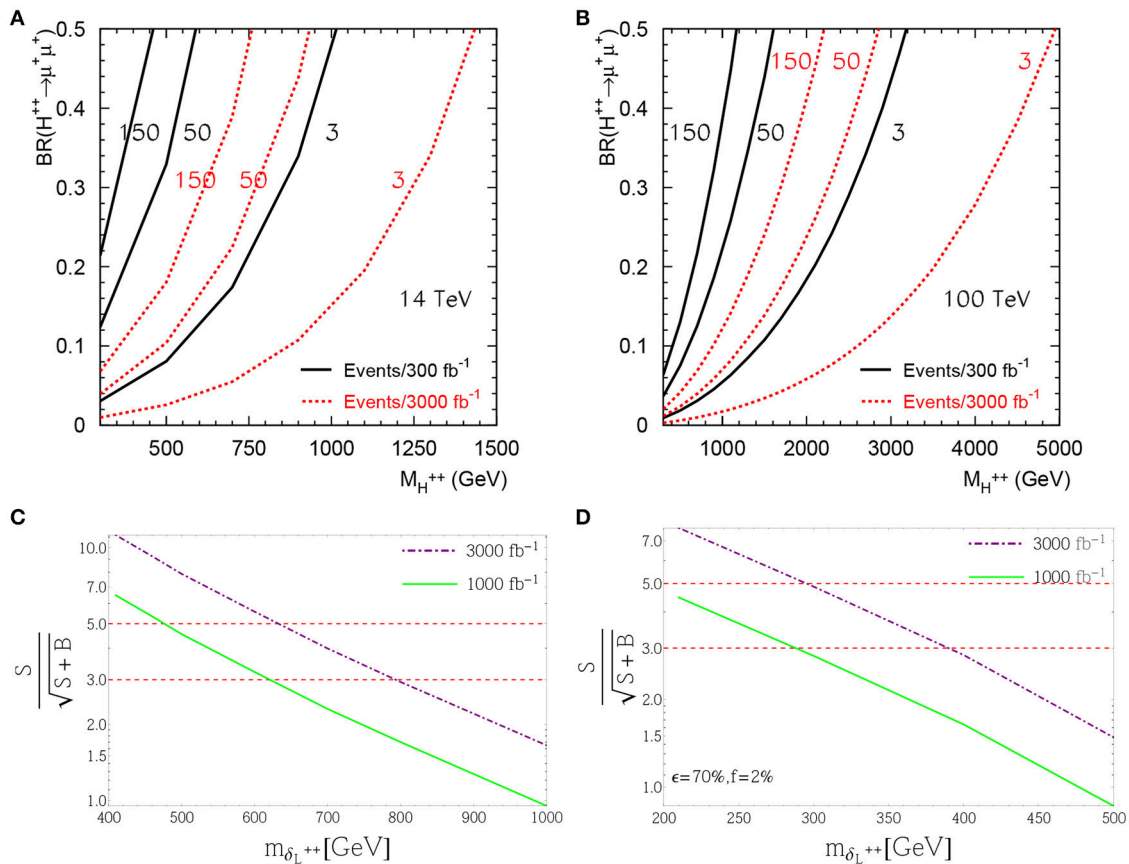 A
BR(H⁺⁺→μ⁺μ⁺)
0.5
0.4
0.3
0.2
0.1
0
150
50
3
150
50
3
14 TeV
Events/300 fb⁻¹
Events/3000 fb⁻¹
500
750
1000
1250
1500
M_H⁺⁺ (GeV)
B
BR(H⁺⁺→μ⁺μ⁺)
0.5
0.4
0.3
0.2
0.1
0
150
50
3
150
50
3
100 TeV
Events/300 fb⁻¹
Events/3000 fb⁻¹
1000
2000
3000
4000
5000
M_H⁺⁺ (GeV)
C
S
√S + B
10.0
7.0
5.0
3.0
2.0
1.5
1.0
3000 fb⁻¹
1000 fb⁻¹
400
500
600
700
800
900
1000
m_δ_L⁺⁺[GeV]
D
S
√S + B
7.0
5.0
3.0
2.0
1.5
1.0
3000 fb⁻¹
1000 fb⁻¹
ϵ=70%,f=2%
200
250
300
350
400
450
500
m_δ_L⁺⁺[GeV]